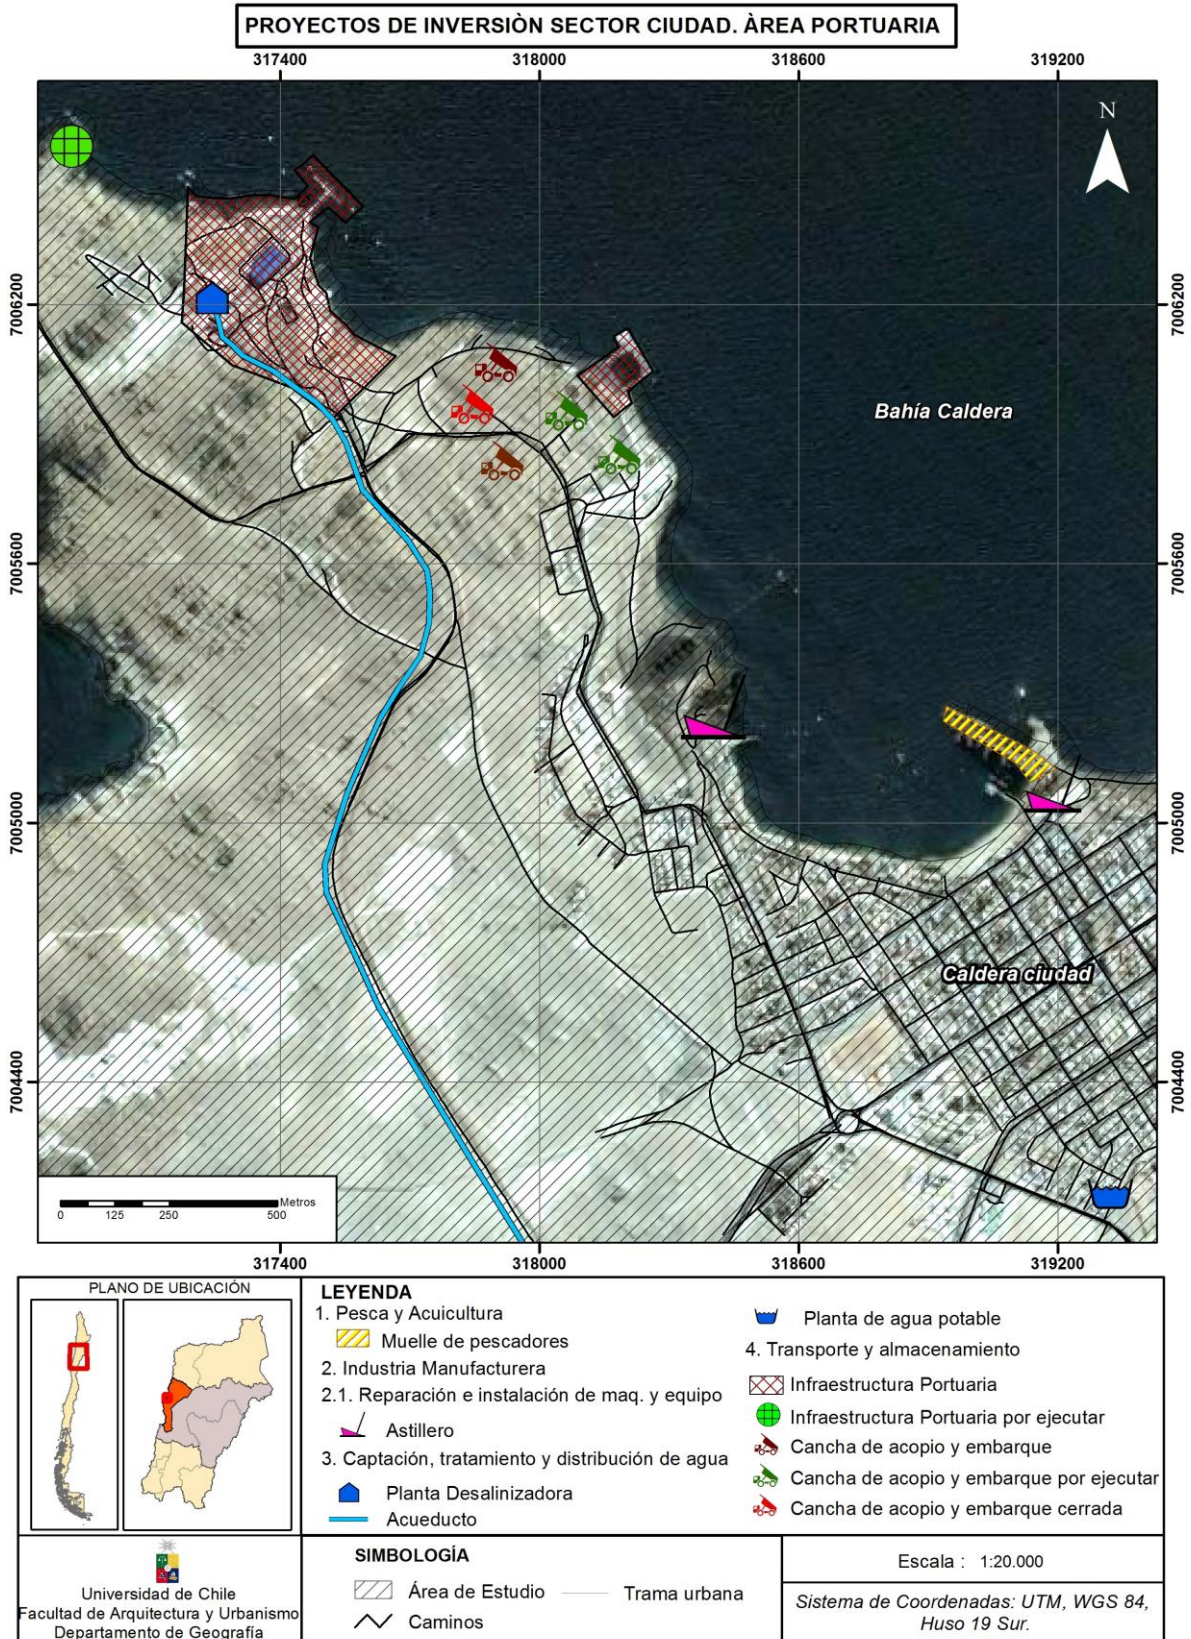 PROYECTOS DE INVERSIÒN SECTOR CIUDAD. ÀREA PORTUARIA
317400 318000 318600 319200
N
7006200 7006200
Bahía Caldera
7005600 7005600
7005000 7005000
Caldera ciudad
7004400 7004400
Metros
0 125 250 500
317400 318000 318600 319200
PLANO DE UBICACIÓN
LEYENDA
1. Pesca y Acuicultura
Muelle de pescadores
2. Industria Manufacturera
2.1. Reparación e instalación de maq. y equipo
Astillero
3. Captación, tratamiento y distribución de agua
Planta Desalinizadora
Acueducto
Planta de agua potable
4. Transporte y almacenamiento
Infraestructura Portuaria
Infraestructura Portuaria por ejecutar
Cancha de acopio y embarque
Cancha de acopio y embarque por ejecutar
Cancha de acopio y embarque cerrada
Universidad de Chile
Facultad de Arquitectura y Urbanismo
Departamento de Geografía
SIMBOLOGÍA
Área de Estudio
Trama urbana
Caminos
Escala : 1:20.000
Sistema de Coordenadas: UTM, WGS 84,
Huso 19 Sur.